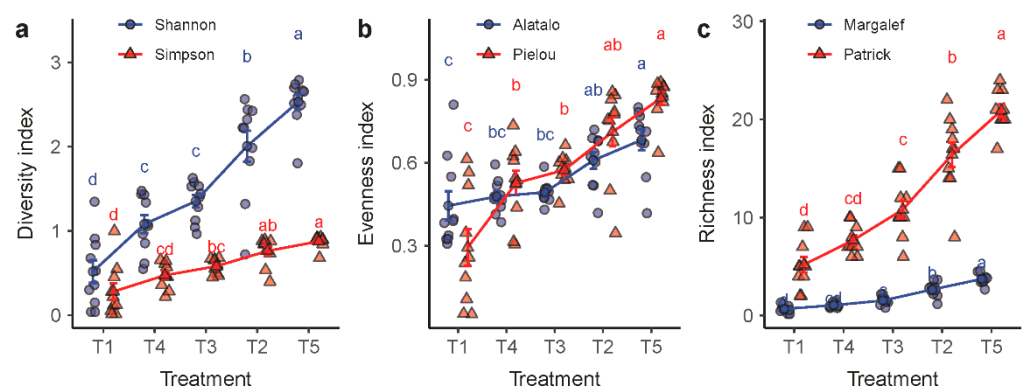 a
Shannon
Simpson
Diversity index
3
2
1
0
d
c
c
b
a
d
cd
bc
ab
a
T1 T4 T3 T2 T5
Treatment
b
Alatalo
Pielou
Evenness index
0.9
0.6
0.3
c
bc
bc
ab
a
c
b
b
ab
a
T1 T4 T3 T2 T5
Treatment
c
Margalef
Patrick
Richness index
30
20
10
0
d
cd
c
b
a
d
cd
c
b
a
T1 T4 T3 T2 T5
Treatment